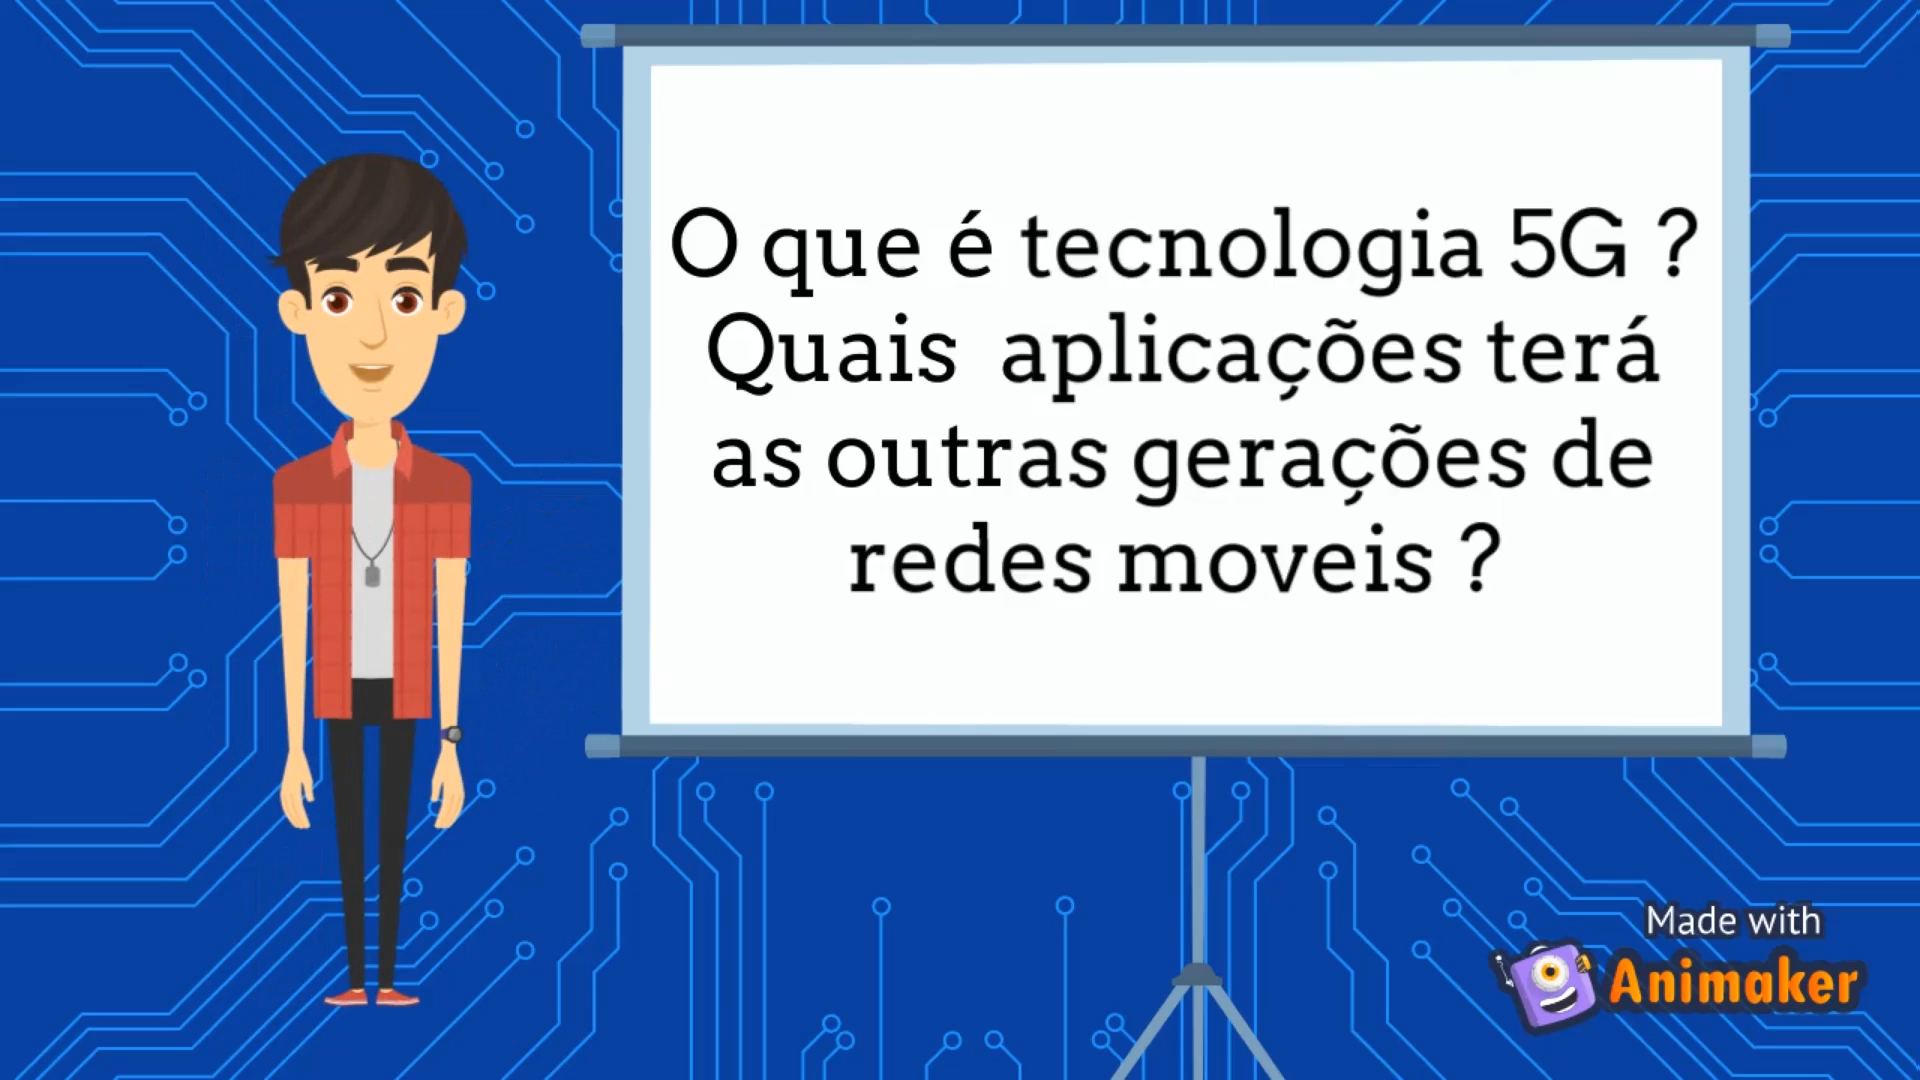 O que é tecnologia 5G ?
Quais aplicações terá
as outras gerações de
redes moveis ?
Made with
Animaker